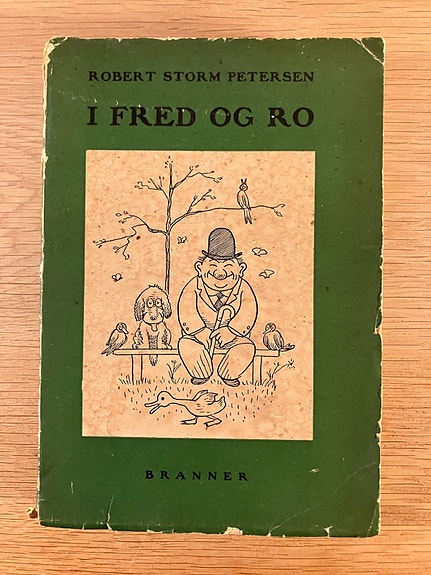 ROBERT STORM PETERSEN
I FRED OG RO
BRANNER